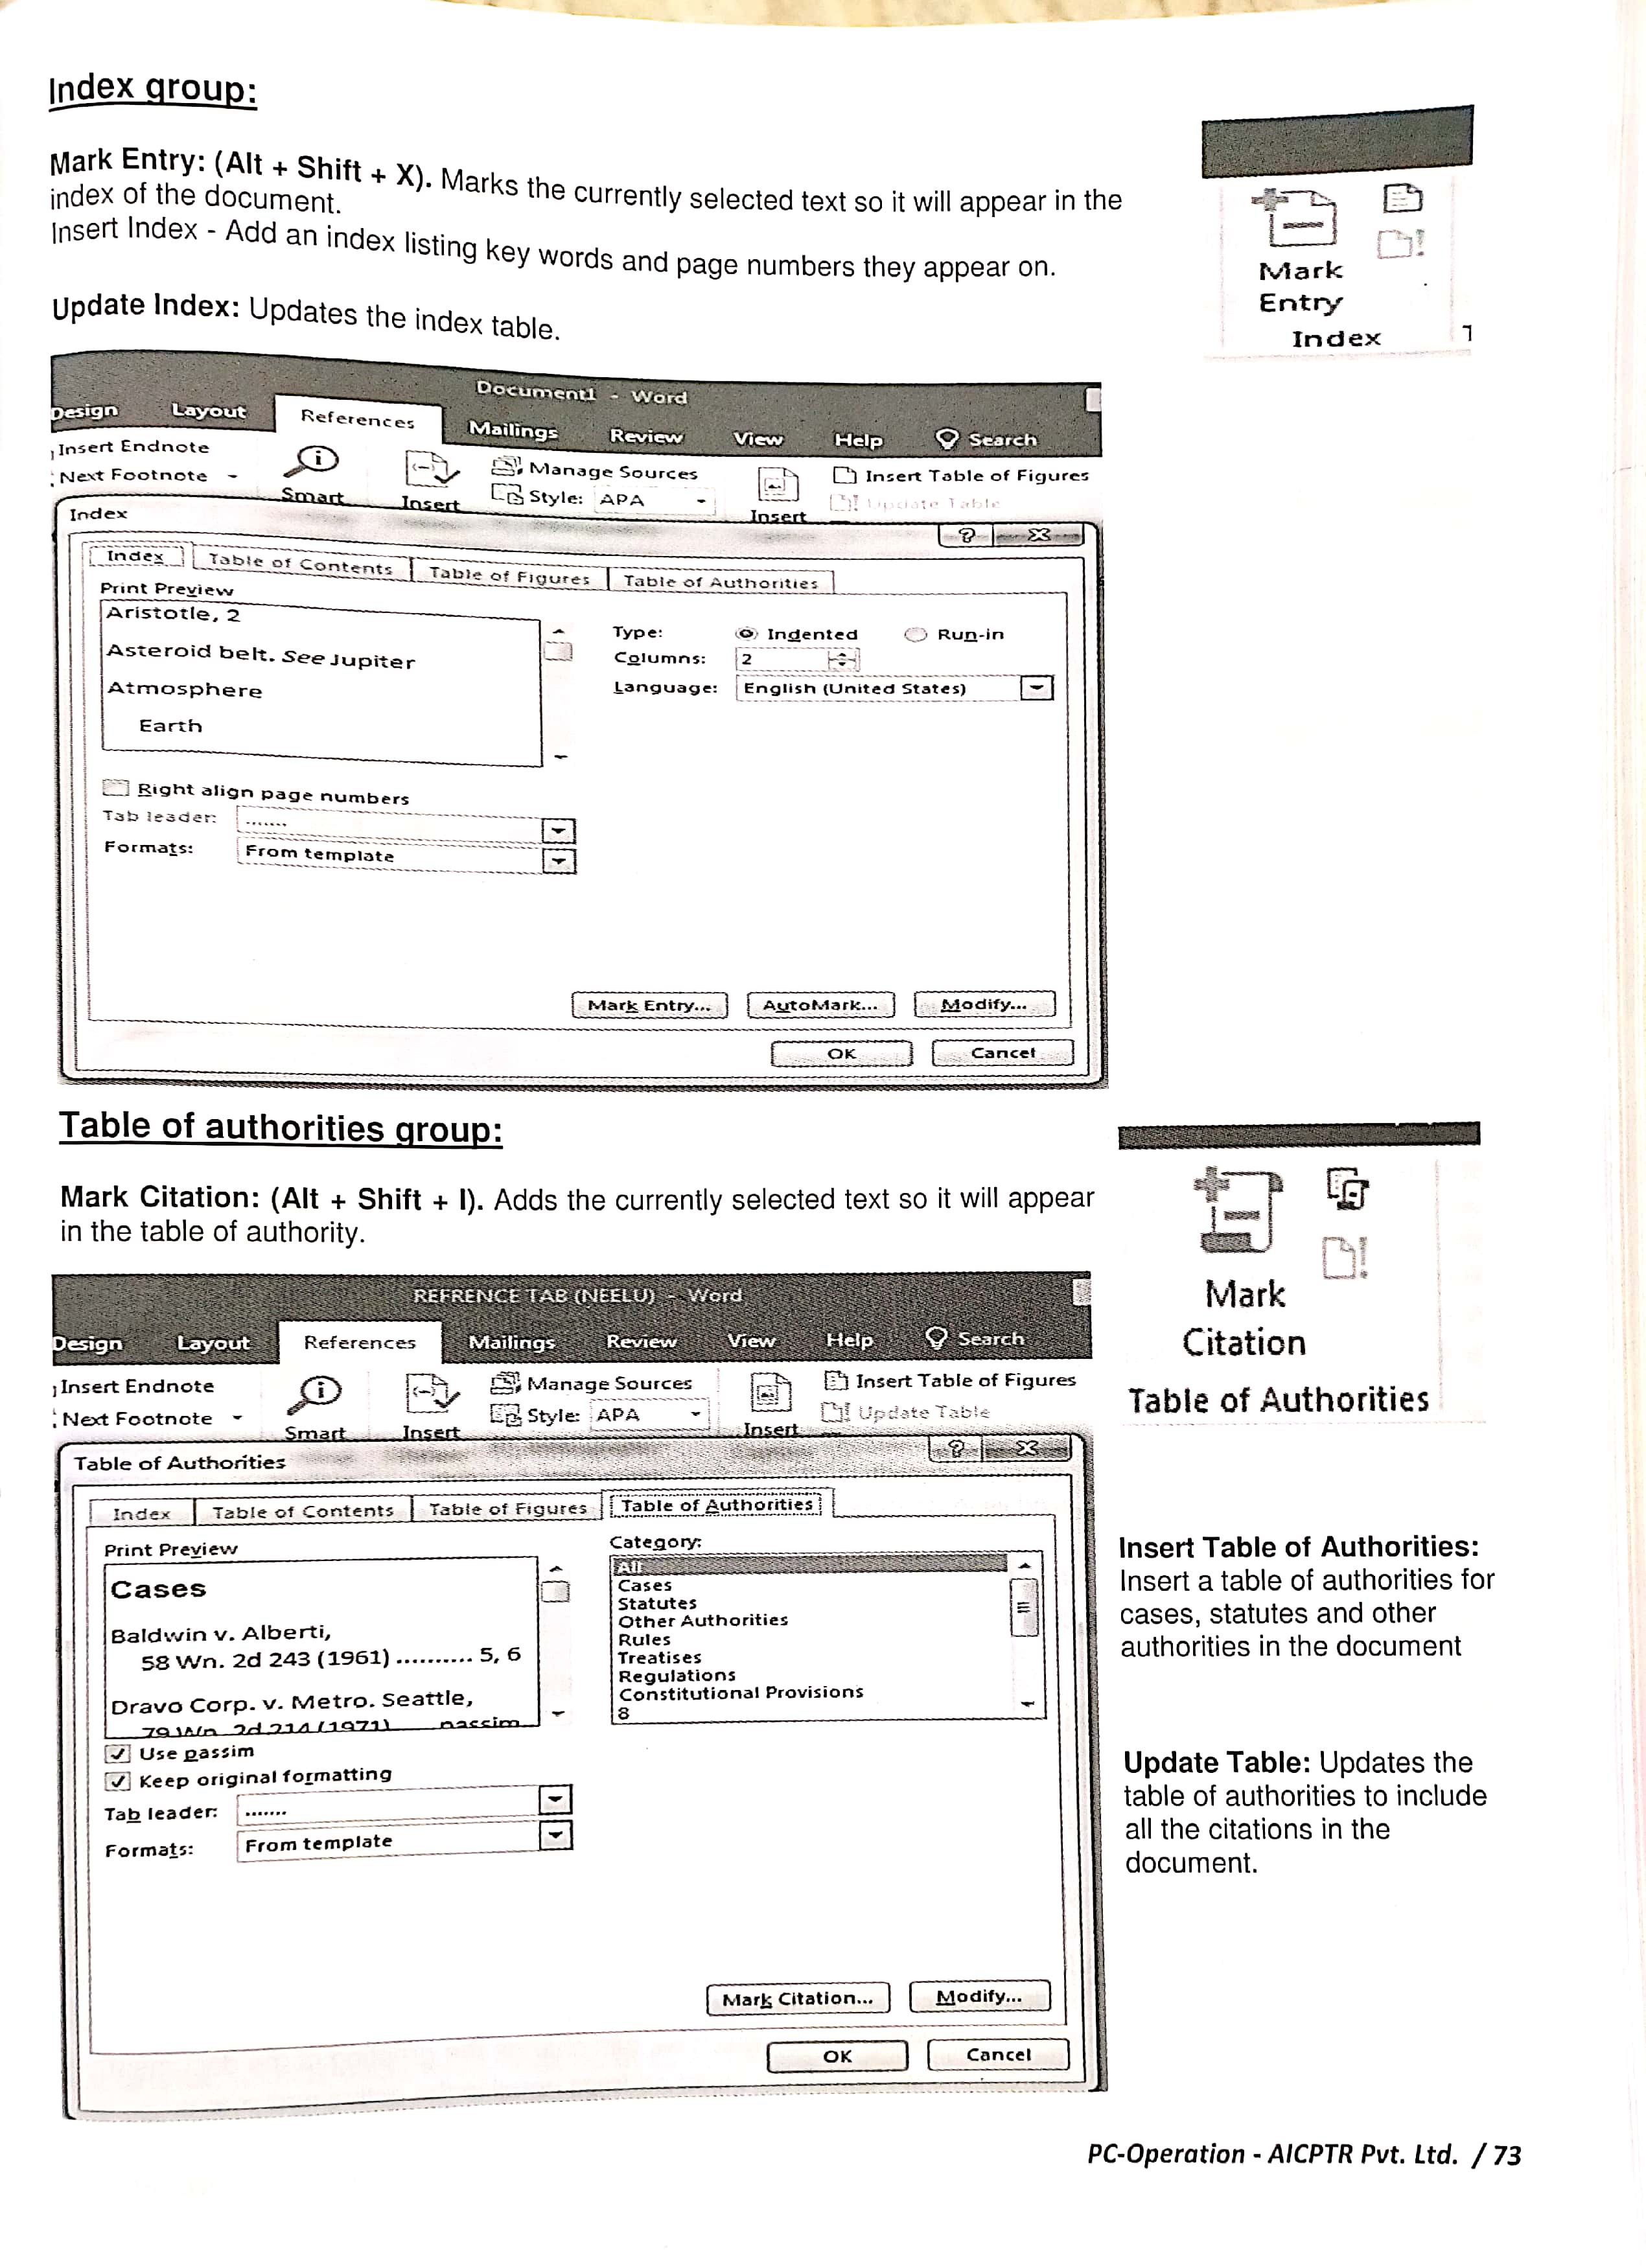 Index group:
Mark Entry: (Alt + Shift + X). Marks the currently selected text so it will appear in the
index of the document.
Insert Index - Add an index listing key words and page numbers they appear on.
Update Index: Updates the index table.
Mark
Entry
Index
Document1 - Word
Design Layout References Mailings Review View Help Search
Insert Endnote
Next Footnote
Smart
Insert
Manage Sources
Style: APA
Insert
Insert Table of Figures
Update Table
Index
Index Table of Contents Table of Figures Table of Authorities
Print Preview
Aristotle, 2
Asteroid belt. See Jupiter
Atmosphere
Earth
Type: Indented Run-in
Columns: 2
Language: English (United States)
Right align page numbers
Tab leader: .......
Formats: From template
Mark Entry... AutoMark... Modify...
OK Cancel
Table of authorities group:
Mark Citation: (Alt + Shift + I). Adds the currently selected text so it will appear
in the table of authority.
Mark
Citation
Table of Authorities
REFRENCE TAB (NEELU) - Word
Design Layout References Mailings Review View Help Search
Insert Endnote
Next Footnote
Smart
Insert
Manage Sources
Style: APA
Insert
Insert Table of Figures
Update Table
Table of Authorities
Index Table of Contents Table of Figures Table of Authorities
Print Preview
Cases
Baldwin v. Alberti,
58 Wn. 2d 243 (1961) .......... 5, 6
Dravo Corp. v. Metro. Seattle,
79 Wn. 2d 214 (1971) passim
Category:
All
Cases
Statutes
Other Authorities
Rules
Treatises
Regulations
Constitutional Provisions
8
Use passim
Keep original formatting
Tab leader: .......
Formats: From template
Mark Citation... Modify...
OK Cancel
Insert Table of Authorities:
Insert a table of authorities for
cases, statutes and other
authorities in the document
Update Table: Updates the
table of authorities to include
all the citations in the
document.
PC-Operation - AICPTR Pvt. Ltd. / 73